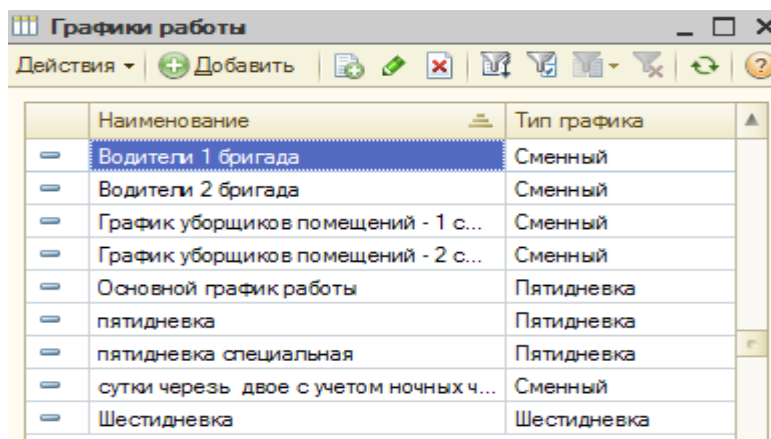 Графики работы
Действия Добавить
Наименование Тип графика
Водители 1 бригада Сменный
Водители 2 бригада Сменный
График уборщиков помещений - 1 с... Сменный
График уборщиков помещений - 2 с... Сменный
Основной график работы Пятидневка
пятидневка Пятидневка
пятидневка специальная Пятидневка
сутки черезь двое с учетом ночных ч... Сменный
Шестидневка Шестидневка